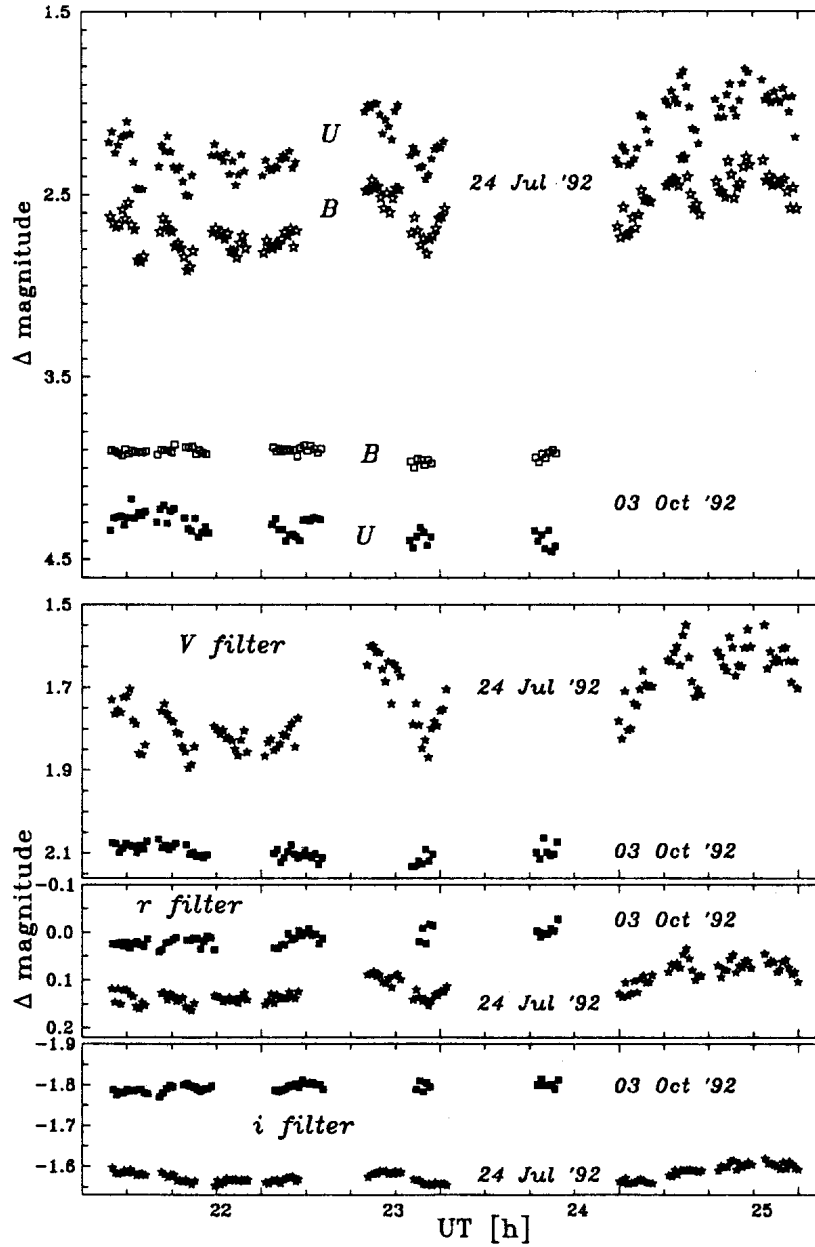 1.5
U
24 Jul '92
2.5
B
Δ magnitude
3.5
B
03 Oct '92
U
4.5
1.5
V filter
1.7
24 Jul '92
1.9
2.1
03 Oct '92
Δ magnitude
-0.1
r filter
03 Oct '92
0.0
0.1
24 Jul '92
0.2
-1.9
-1.8
03 Oct '92
-1.7
i filter
-1.6
24 Jul '92
22
23
24
25
UT [h]